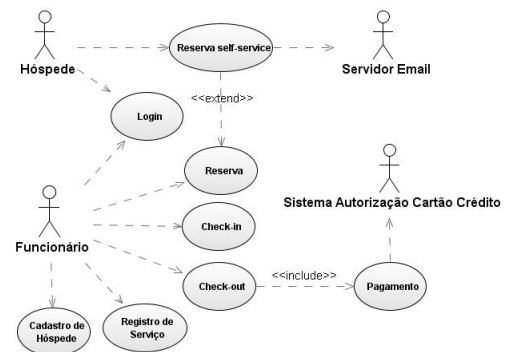 Hóspede
Reserva self-service
Servidor Email
<<extend>>
Login
Reserva
Sistema Autorização Cartão Crédito
Funcionário
Check-in
Check-out
<<include>>
Pagamento
Cadastro de
Hóspede
Registro de
Serviço